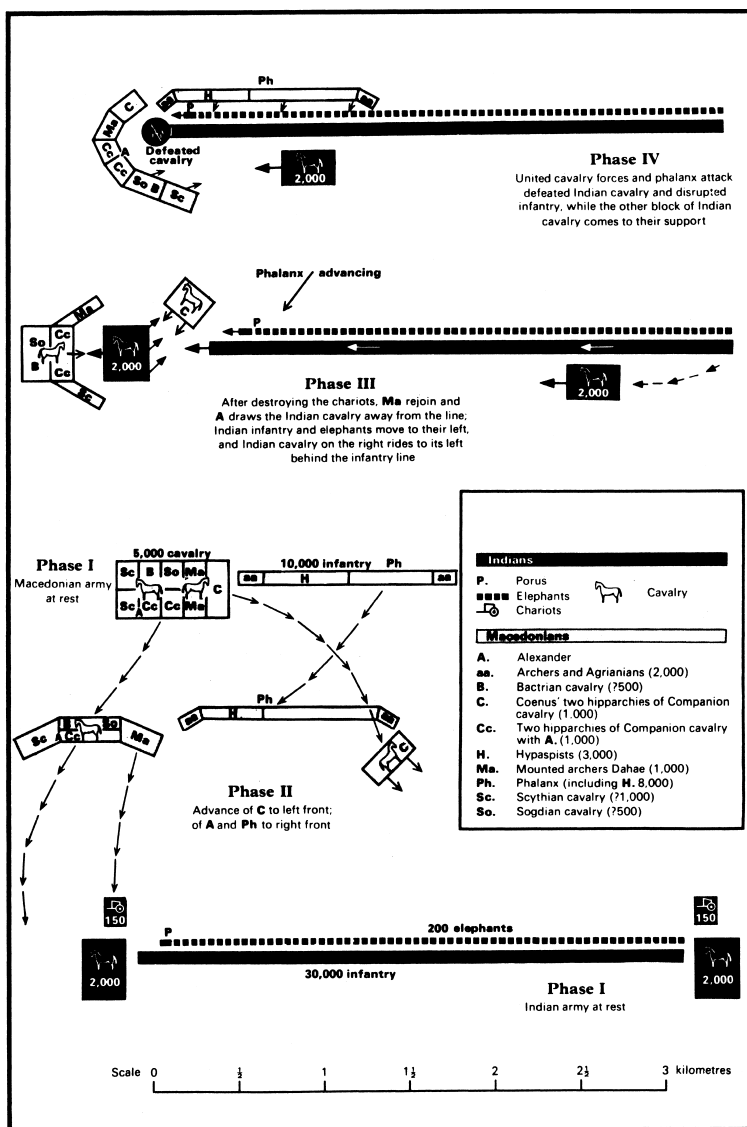 Ph
aa H aa
C
P
Ma
Defeated
cavalry
Cc A
Cc
So B Sc
2,000
Phase IV
United cavalry forces and phalanx attack
defeated Indian cavalry and disrupted
infantry, while the other block of Indian
cavalry comes to their support
Phalanx advancing
C
Ma
P
So Cc
B
Cc
2,000
Sc
2,000
Phase III
After destroying the chariots, Ma rejoin and
A draws the Indian cavalry away from the line;
Indian infantry and elephants move to their left,
and Indian cavalry on the right rides to its left
behind the infantry line
Phase I
Macedonian army
at rest
5,000 cavalry
Sc B So Ma
C
Sc A Cc Cc Ma
10,000 infantry Ph
aa H aa
Indians
P. Porus
Elephants
Chariots
Cavalry
Macedonians
A. Alexander
aa. Archers and Agrianians (2,000)
B. Bactrian cavalry (?500)
C. Coenus' two hipparchies of Companion
cavalry (1.000)
Cc. Two hipparchies of Companion cavalry
with A. (1,000)
H. Hypaspists (3,000)
Ma. Mounted archers Dahae (1,000)
Ph. Phalanx (including H. 8,000)
Sc. Scythian cavalry (?1,000)
So. Sogdian cavalry (?500)
Ph
aa H aa
B So
Sc A Cc Ma
C
Phase II
Advance of C to left front;
of A and Ph to right front
150
150
P
200 elephants
2,000
2,000
30,000 infantry
Phase I
Indian army at rest
Scale 0 ½ 1 1½ 2 2½ 3 kilometres